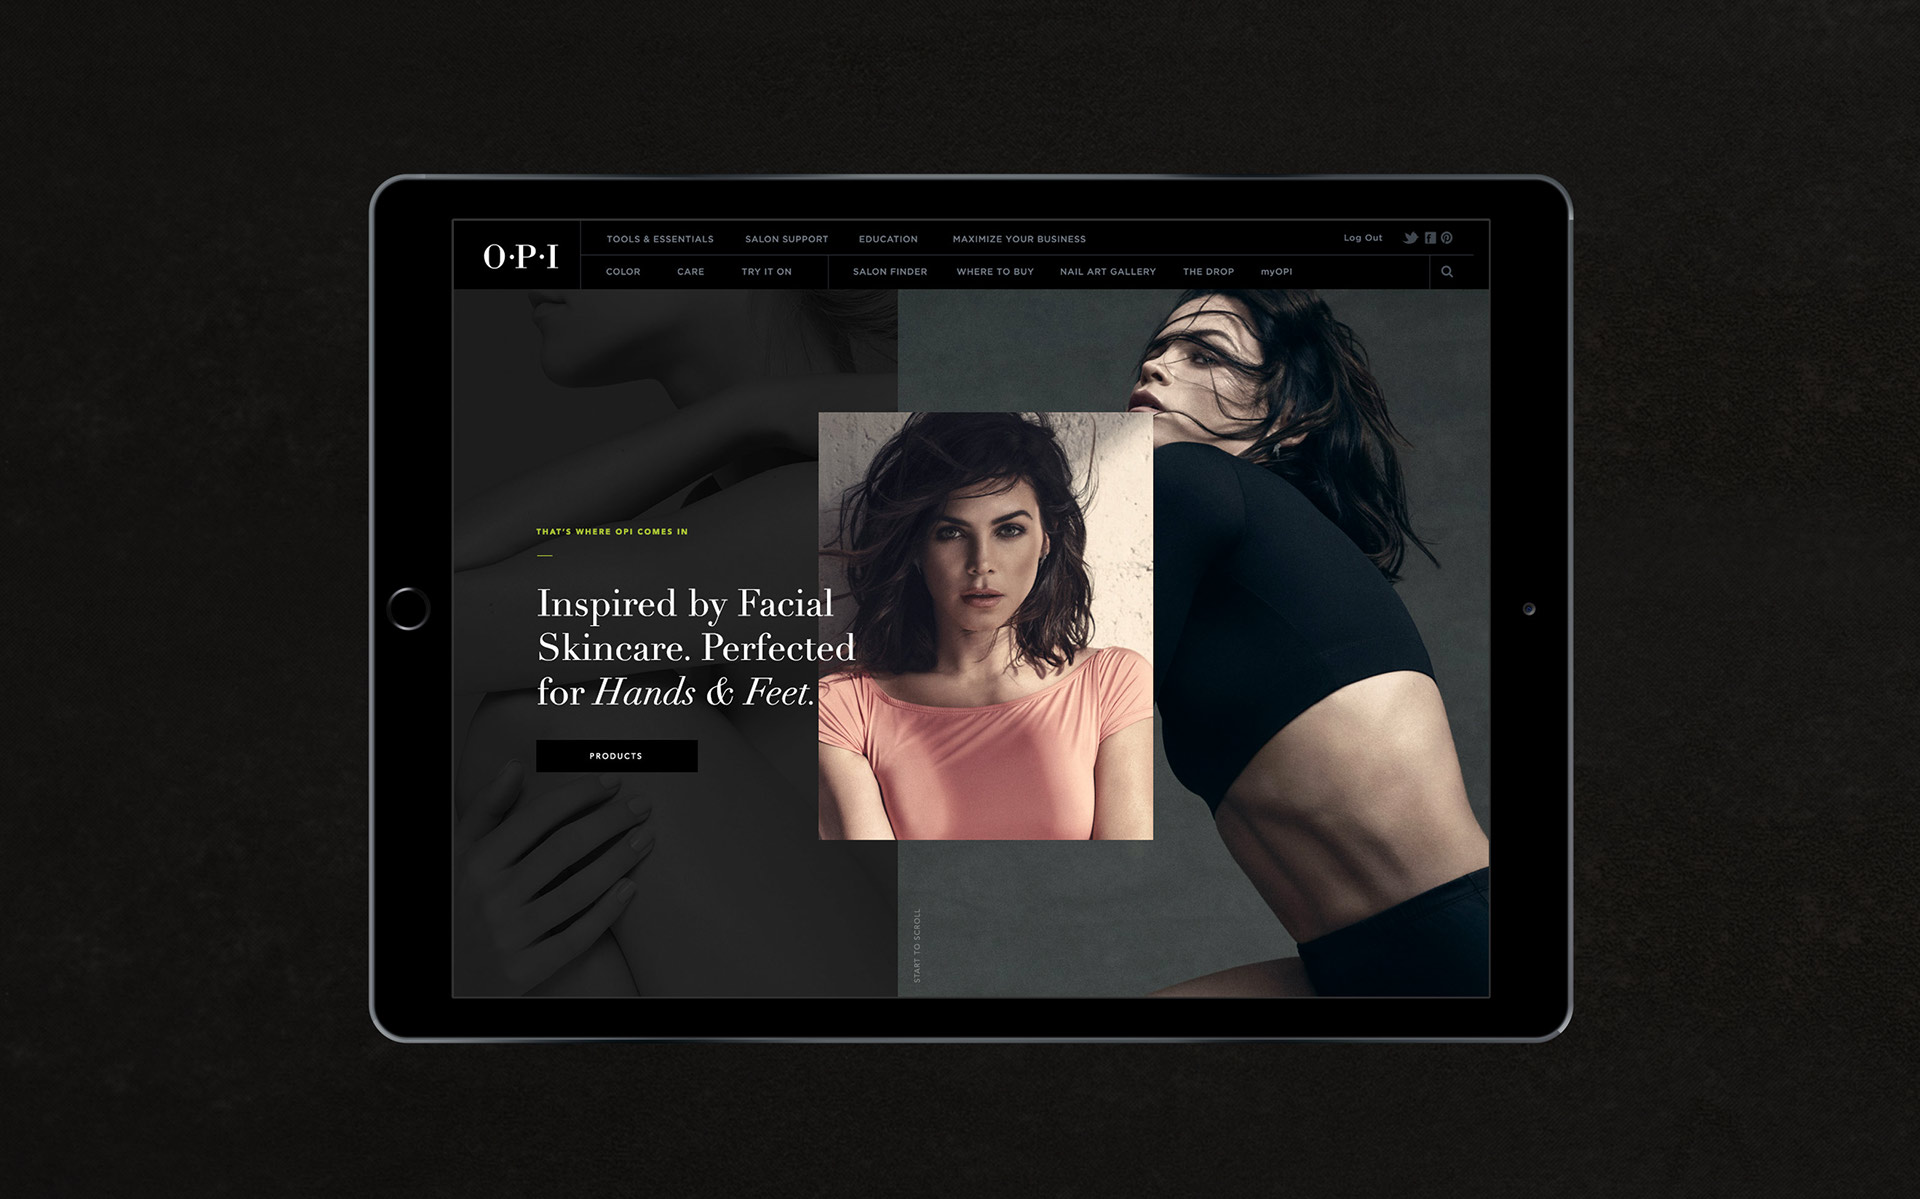 O·P·I
TOOLS & ESSENTIALS SALON SUPPORT EDUCATION MAXIMIZE YOUR BUSINESS Log Out
COLOR CARE TRY IT ON SALON FINDER WHERE TO BUY NAIL ART GALLERY THE DROP myOPI
THAT'S WHERE OPI COMES IN
Inspired by Facial
Skincare. Perfected
for Hands & Feet.
PRODUCTS
START TO SCROLL